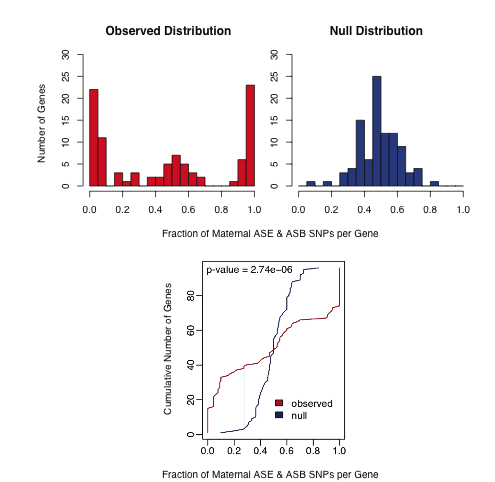 Observed Distribution
Null Distribution
Number of Genes
0 5 10 15 20 25 30
0.0 0.2 0.4 0.6 0.8 1.0
0 5 10 15 20 25 30
0.0 0.2 0.4 0.6 0.8 1.0
Fraction of Maternal ASE & ASB SNPs per Gene
p-value = 2.74e-06
Cumulative Number of Genes
0 20 40 60 80
observed
null
0.0 0.2 0.4 0.6 0.8 1.0
Fraction of Maternal ASE & ASB SNPs per Gene